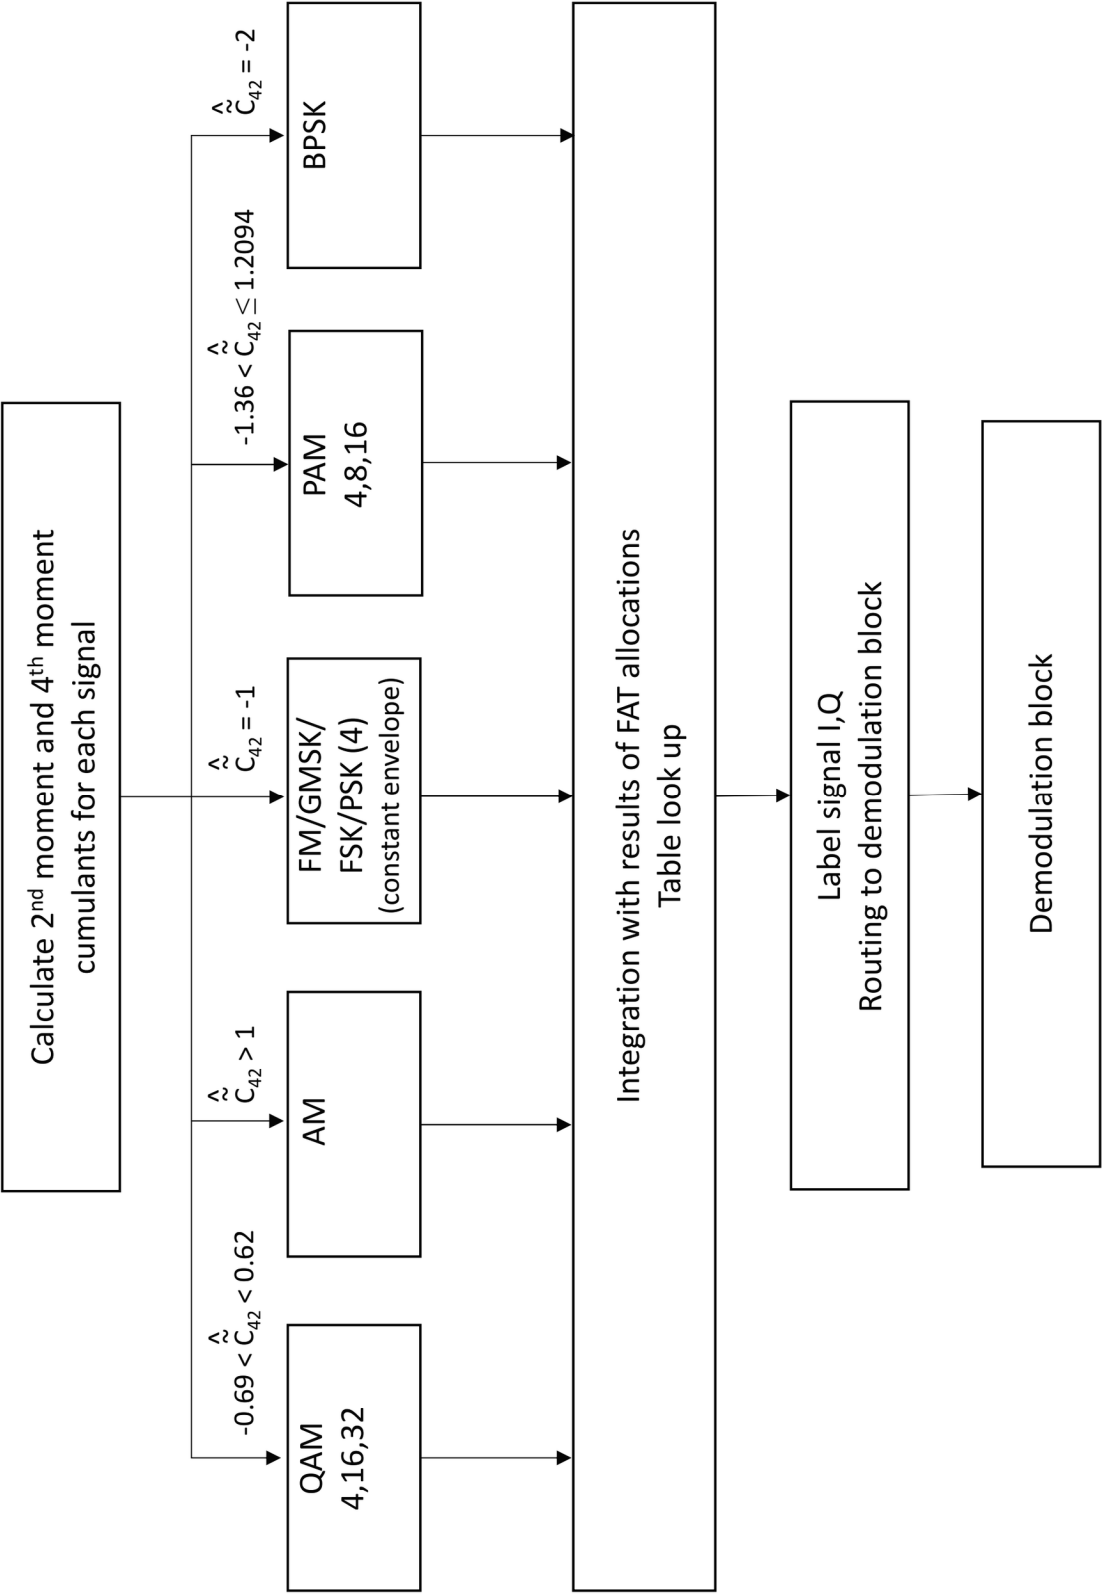 Calculate 2nd moment and 4th moment
cumulants for each signal
-0.69 < Ĉ̃42 < 0.62
Ĉ̃42 > 1
Ĉ̃42 = -1
-1.36 < Ĉ̃42 ≤ 1.2094
Ĉ̃42 = -2
QAM
4,16,32
AM
FM/GMSK/
FSK/PSK (4)
(constant envelope)
PAM
4,8,16
BPSK
Integration with results of FAT allocations
Table look up
Label signal I,Q
Routing to demodulation block
Demodulation block